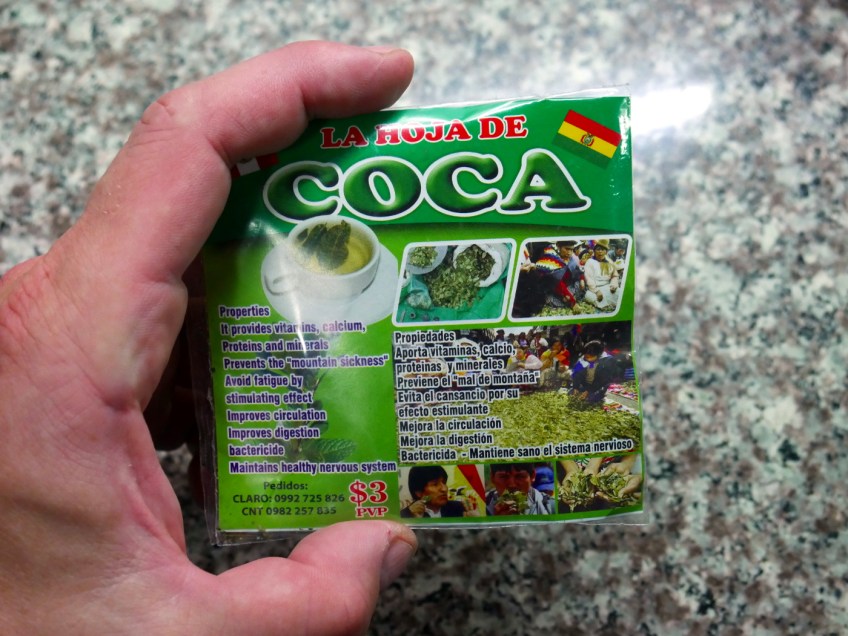 LA HOJA DE
COCA
Properties
It provides vitamins, calcium,
Proteins and minerals
Prevents the "mountain sickness"
Avoid fatigue by
stimulating effect
Improves circulation
Improves digestion
bactericide
Maintains healthy nervous system
Pedidos:
CLARO: 0992 725 826
CNT 0982 257 835
$3
PVP
Propiedades
Aporta vitaminas, calcio
proteinas y minerales
Previene el "mal de montaña"
Evita el cansancio por su
efecto estimulante
Mejora la circulación
Mejora la digestión
Bactericida - Mantiene sano el sistema nervioso